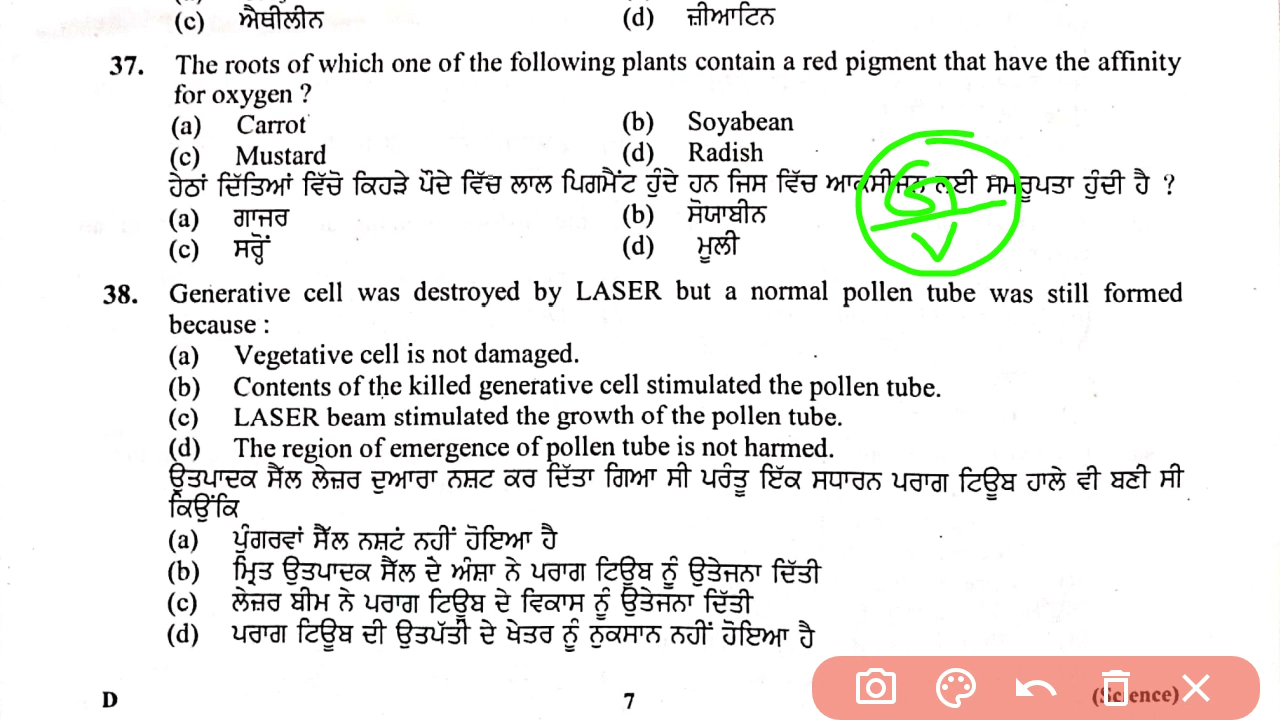 (c) ਐਥੀਲੀਨ (d) ਜ਼ੀਆਟਿਨ
37. The roots of which one of the following plants contain a red pigment that have the affinity
for oxygen ?
(a) Carrot (b) Soyabean
(c) Mustard (d) Radish
ਹੇਠਾਂ ਦਿੱਤਿਆਂ ਵਿੱਚੋ ਕਿਹੜੇ ਪੌਦੇ ਵਿੱਚ ਲਾਲ ਪਿਗਮੈਂਟ ਹੁੰਦੇ ਹਨ ਜਿਸ ਵਿੱਚ ਆਕਸੀਜਨ ਲਈ ਸਮਰੂਪਤਾ ਹੁੰਦੀ ਹੈ ?
(a) ਗਾਜਰ (b) ਸੋਯਾਬੀਨ
(c) ਸਰ੍ਹੋਂ (d) ਮੂਲੀ
38. Generative cell was destroyed by LASER but a normal pollen tube was still formed
because :
(a) Vegetative cell is not damaged.
(b) Contents of the killed generative cell stimulated the pollen tube.
(c) LASER beam stimulated the growth of the pollen tube.
(d) The region of emergence of pollen tube is not harmed.
ਉਤਪਾਦਕ ਸੈੱਲ ਲੇਜ਼ਰ ਦੁਆਰਾ ਨਸ਼ਟ ਕਰ ਦਿੱਤਾ ਗਿਆ ਸੀ ਪਰੰਤੂ ਇੱਕ ਸਧਾਰਨ ਪਰਾਗ ਟਿਊਬ ਹਾਲੇ ਵੀ ਬਣੀ ਸੀ
ਕਿਉਂਕਿ
(a) ਪੁੰਗਰਵਾਂ ਸੈੱਲ ਨਸ਼ਟਂ ਨਹੀਂ ਹੋਇਆ ਹੈ
(b) ਮ੍ਰਿਤ ਉਤਪਾਦਕ ਸੈੱਲ ਦੇ ਅੰਸ਼ਾ ਨੇ ਪਰਾਗ ਟਿਊਬ ਨੂੰ ਉਤੇਜਨਾ ਦਿੱਤੀ
(c) ਲੇਜ਼ਰ ਬੀਮ ਨੇ ਪਰਾਗ ਟਿਊਬ ਦੇ ਵਿਕਾਸ ਨੂੰ ਉਤੇਜਨਾ ਦਿੱਤੀ
(d) ਪਰਾਗ ਟਿਊਬ ਦੀ ਉਤਪੱਤੀ ਦੇ ਖੇਤਰ ਨੂੰ ਨੁਕਸਾਨ ਨਹੀਂ ਹੋਇਆ ਹੈ
D 7 (Science)